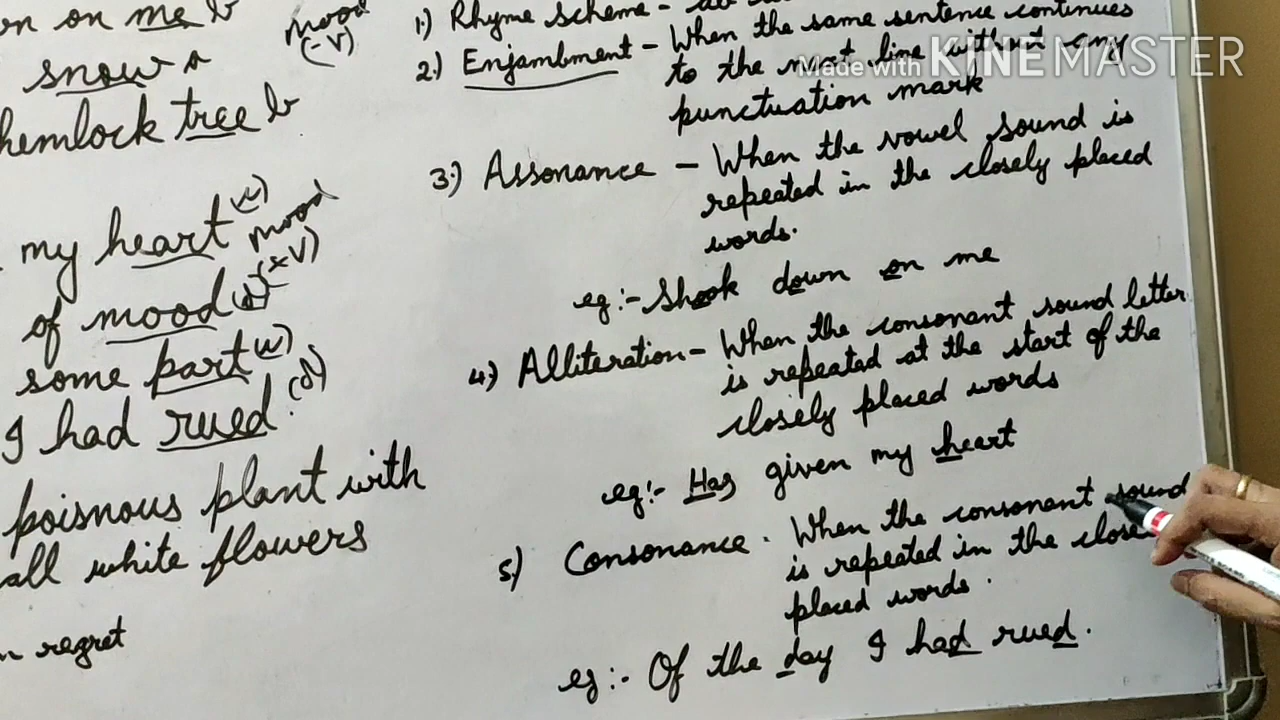 on me b
snow a
mood
(-v)
hemlock tree b
my heart (c)
mood
(+v)
of mood (d)
some part (c)
I had rued. (d)
poisnous plant with
all white flowers
regret
1) Rhyme scheme -
2) Enjambment - When the same sentence continues
to the next line without any
punctuation mark
3.) Assonance - When the vowel sound is
repeated in the closely placed
words.
eg:- Shook down on me
4) Alliteration - When the consonant sound letter
is repeated at the start of the
closely placed words
eg:- Has given my heart
5) Consonance. When the consonant sound
is repeated in the close
placed words.
eg:- Of the day I had rued.
Made with KINEMASTER